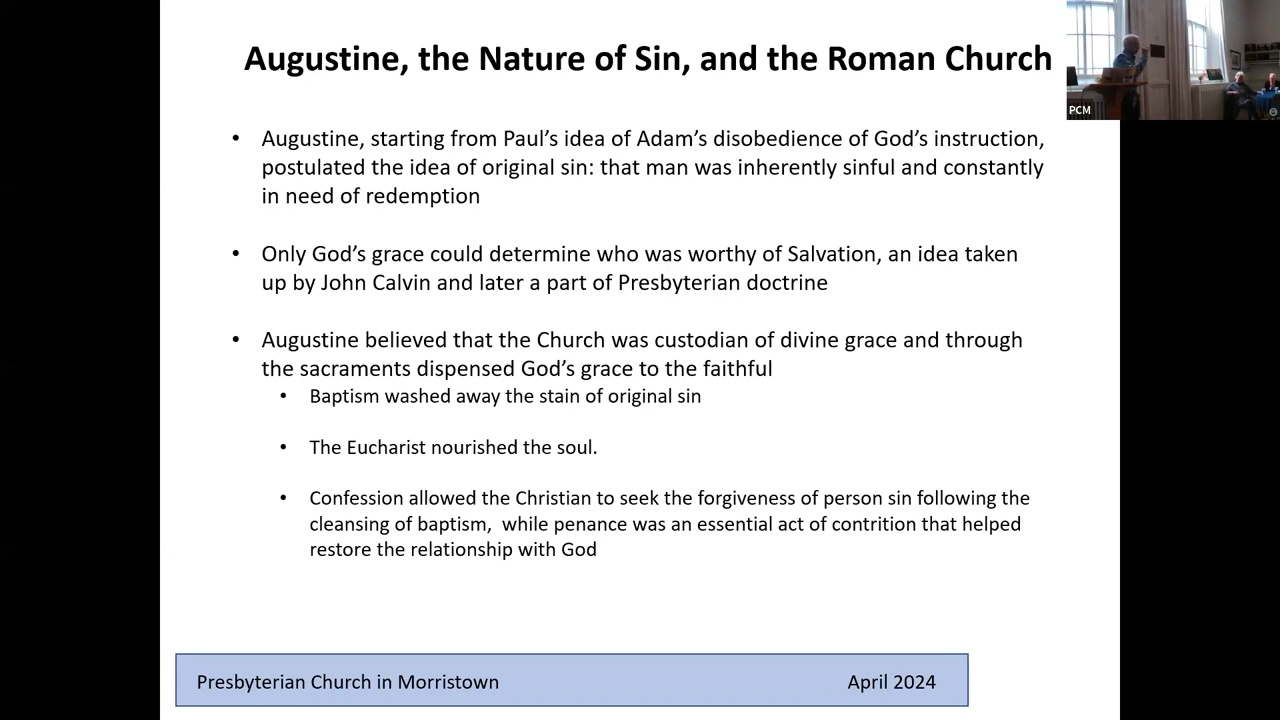 Augustine, the Nature of Sin, and the Roman Church
PCM
• Augustine, starting from Paul’s idea of Adam’s disobedience of God’s instruction,
postulated the idea of original sin: that man was inherently sinful and constantly
in need of redemption
• Only God’s grace could determine who was worthy of Salvation, an idea taken
up by John Calvin and later a part of Presbyterian doctrine
• Augustine believed that the Church was custodian of divine grace and through
the sacraments dispensed God’s grace to the faithful
• Baptism washed away the stain of original sin
• The Eucharist nourished the soul.
• Confession allowed the Christian to seek the forgiveness of person sin following the
cleansing of baptism,  while penance was an essential act of contrition that helped
restore the relationship with God
Presbyterian Church in Morristown April 2024